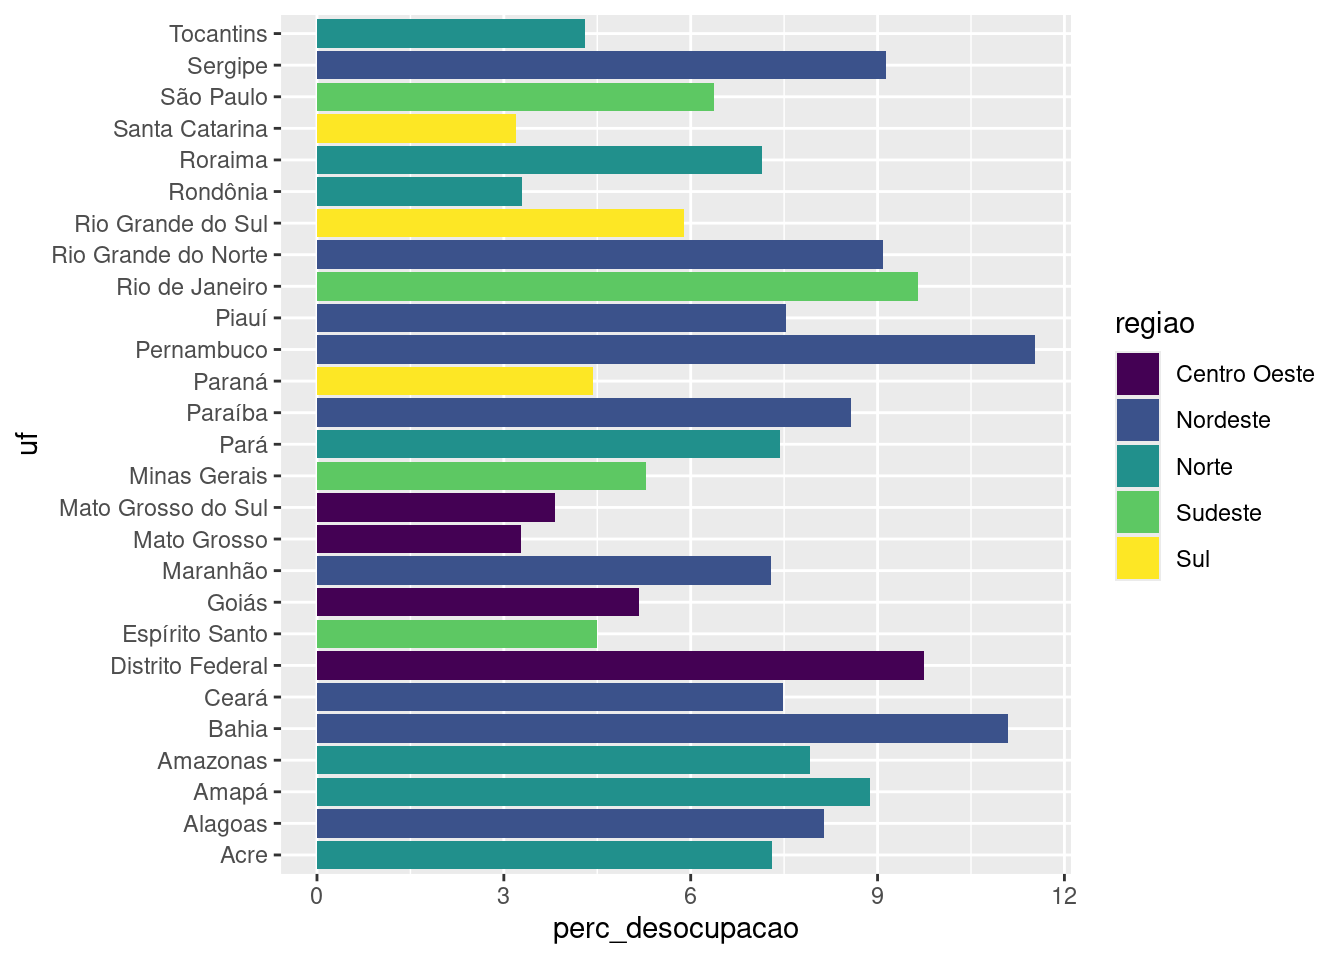 Tocantins
Sergipe
São Paulo
Santa Catarina
Roraima
Rondônia
Rio Grande do Sul
Rio Grande do Norte
Rio de Janeiro
Piauí
Pernambuco
Paraná
Paraíba
Pará
Minas Gerais
Mato Grosso do Sul
Mato Grosso
Maranhão
Goiás
Espírito Santo
Distrito Federal
Ceará
Bahia
Amazonas
Amapá
Alagoas
Acre
uf
0 3 6 9 12
perc_desocupacao
regiao
Centro Oeste
Nordeste
Norte
Sudeste
Sul